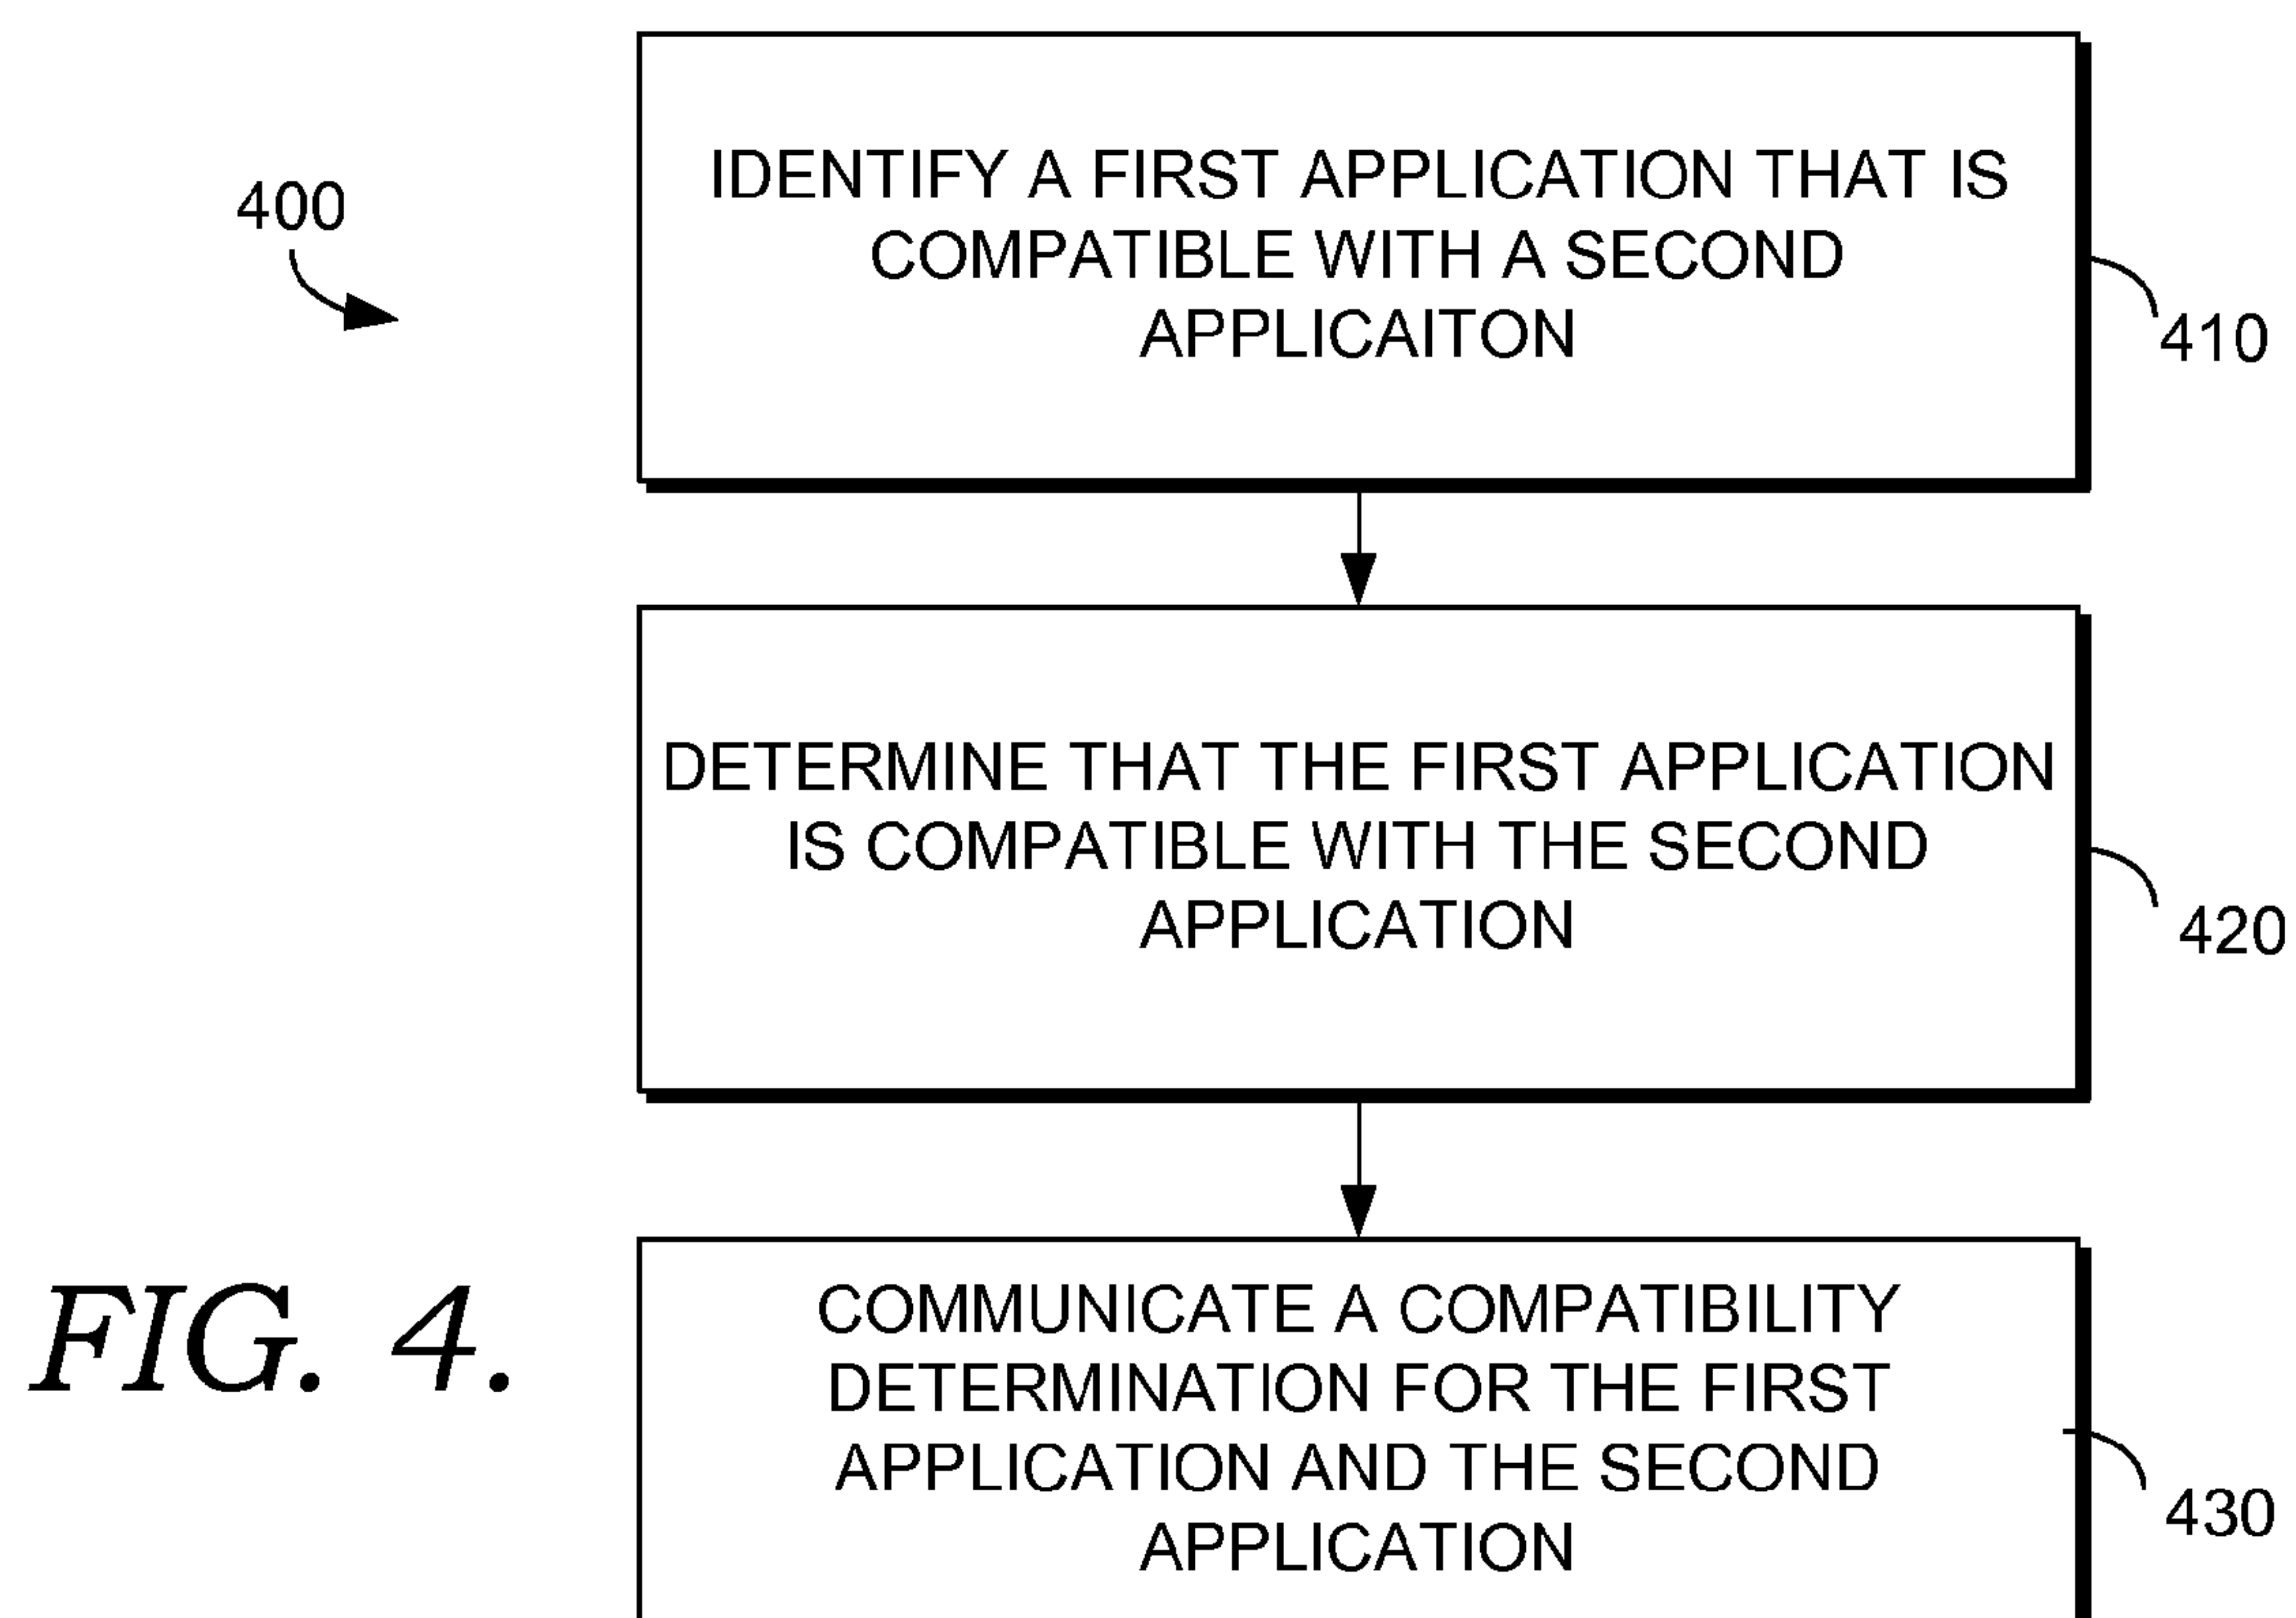 400
IDENTIFY A FIRST APPLICATION THAT IS
COMPATIBLE WITH A SECOND
APPLICAITON
410
DETERMINE THAT THE FIRST APPLICATION
IS COMPATIBLE WITH THE SECOND
APPLICATION
420
COMMUNICATE A COMPATIBILITY
DETERMINATION FOR THE FIRST
APPLICATION AND THE SECOND
APPLICATION
430
FIG. 4.